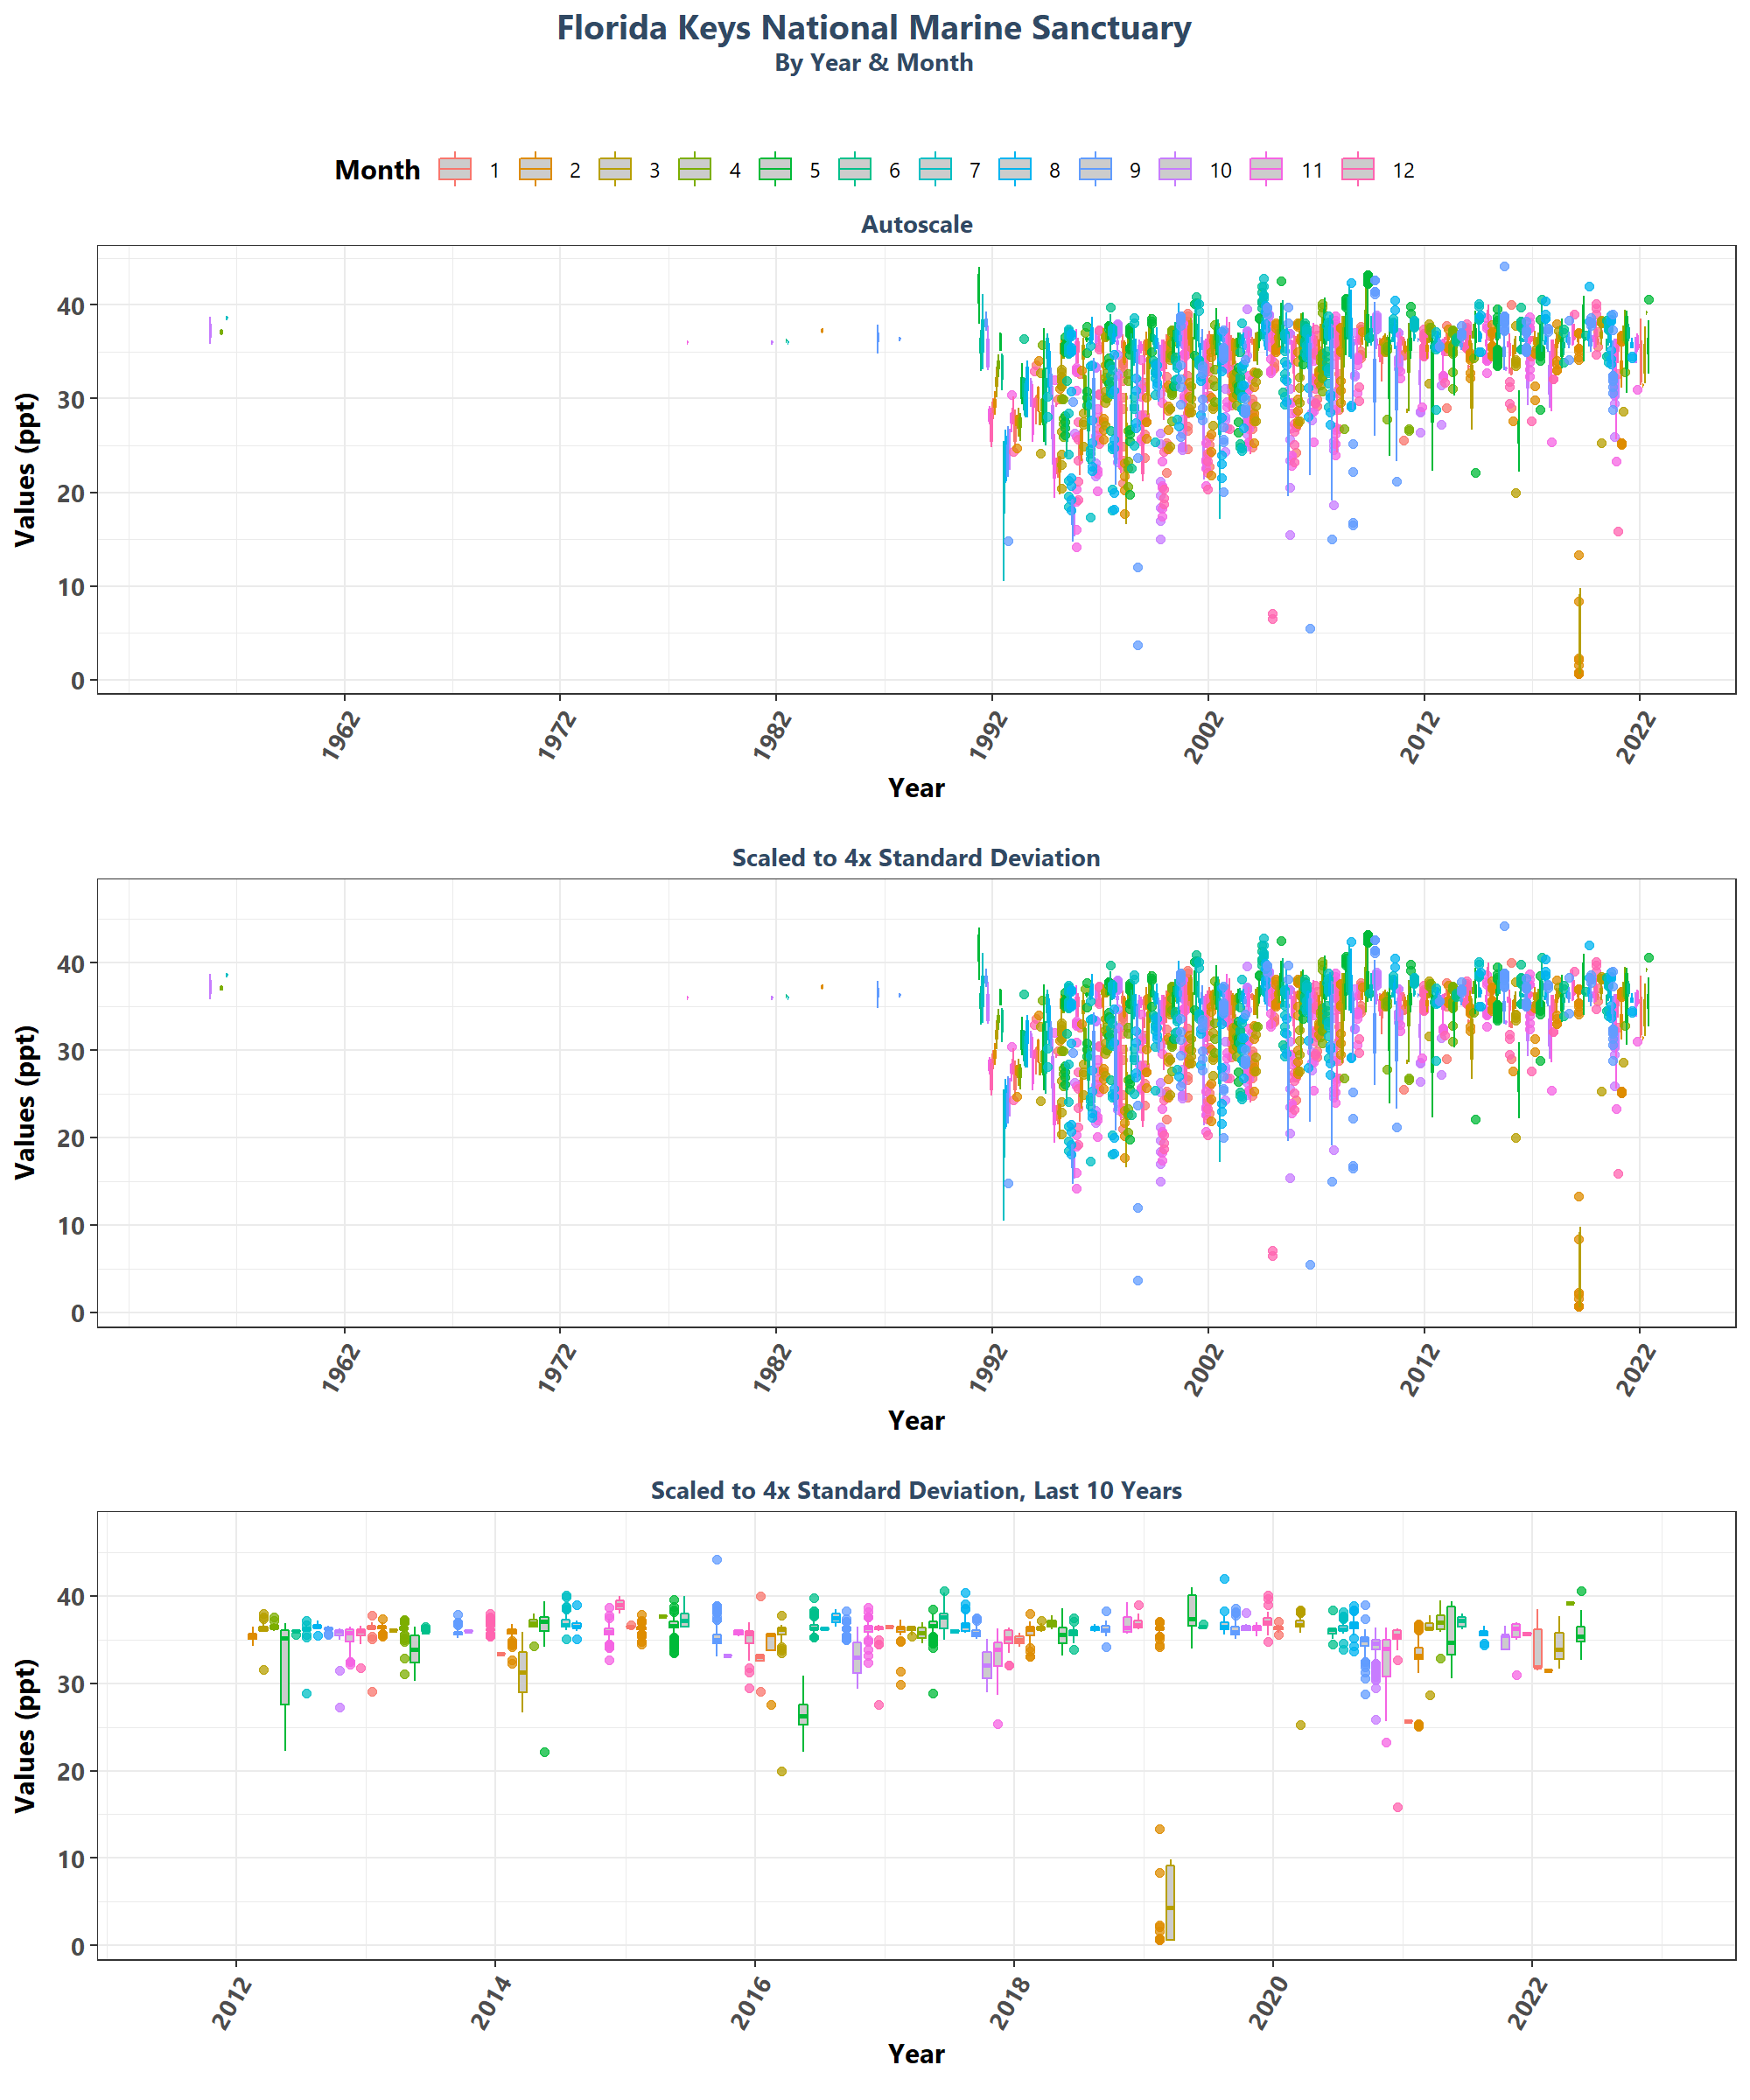 Florida Keys National Marine Sanctuary
By Year & Month
Month 1 2 3 4 5 6 7 8 9 10 11 12
Autoscale
Values (ppt)
40
30
20
10
0
1962 1972 1982 1992 2002 2012 2022
Year
Scaled to 4x Standard Deviation
Values (ppt)
40
30
20
10
0
1962 1972 1982 1992 2002 2012 2022
Year
Scaled to 4x Standard Deviation, Last 10 Years
Values (ppt)
40
30
20
10
0
2012 2014 2016 2018 2020 2022
Year